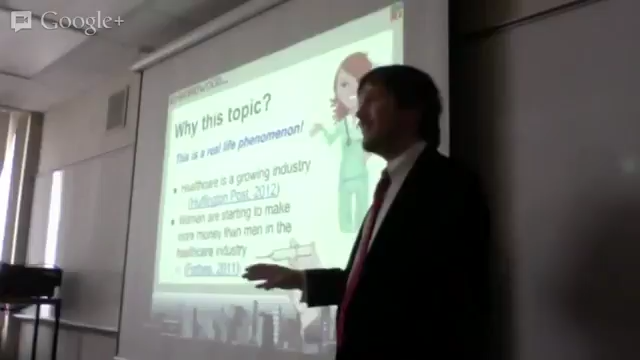 Google+
Why this topic?
This is a real life phenomenon!
Healthcare is a growing industry
(Huffington Post, 2012)
Women are starting to make
more money than men in the
healthcare industry
(Forbes, 2011)